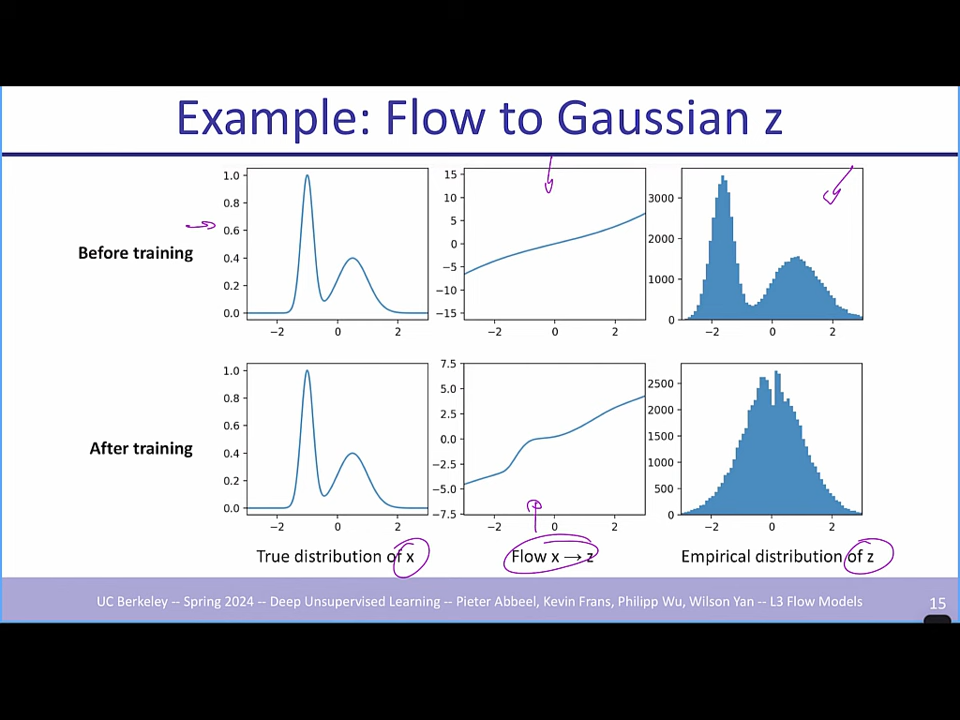 Example: Flow to Gaussian z
1.0
0.8
0.6
0.4
0.2
0.0
−2 0 2
15
10
5
0
−5
−10
−15
−2 0 2
3000
2000
1000
0
−2 0 2
Before training
1.0
0.8
0.6
0.4
0.2
0.0
−2 0 2
7.5
5.0
2.5
0.0
−2.5
−5.0
−7.5
−2 0 2
2500
2000
1500
1000
500
0
−2 0 2
After training
True distribution of x
Flow x → z
Empirical distribution of z
UC Berkeley -- Spring 2024 -- Deep Unsupervised Learning -- Pieter Abbeel, Kevin Frans, Philipp Wu, Wilson Yan -- L3 Flow Models
15